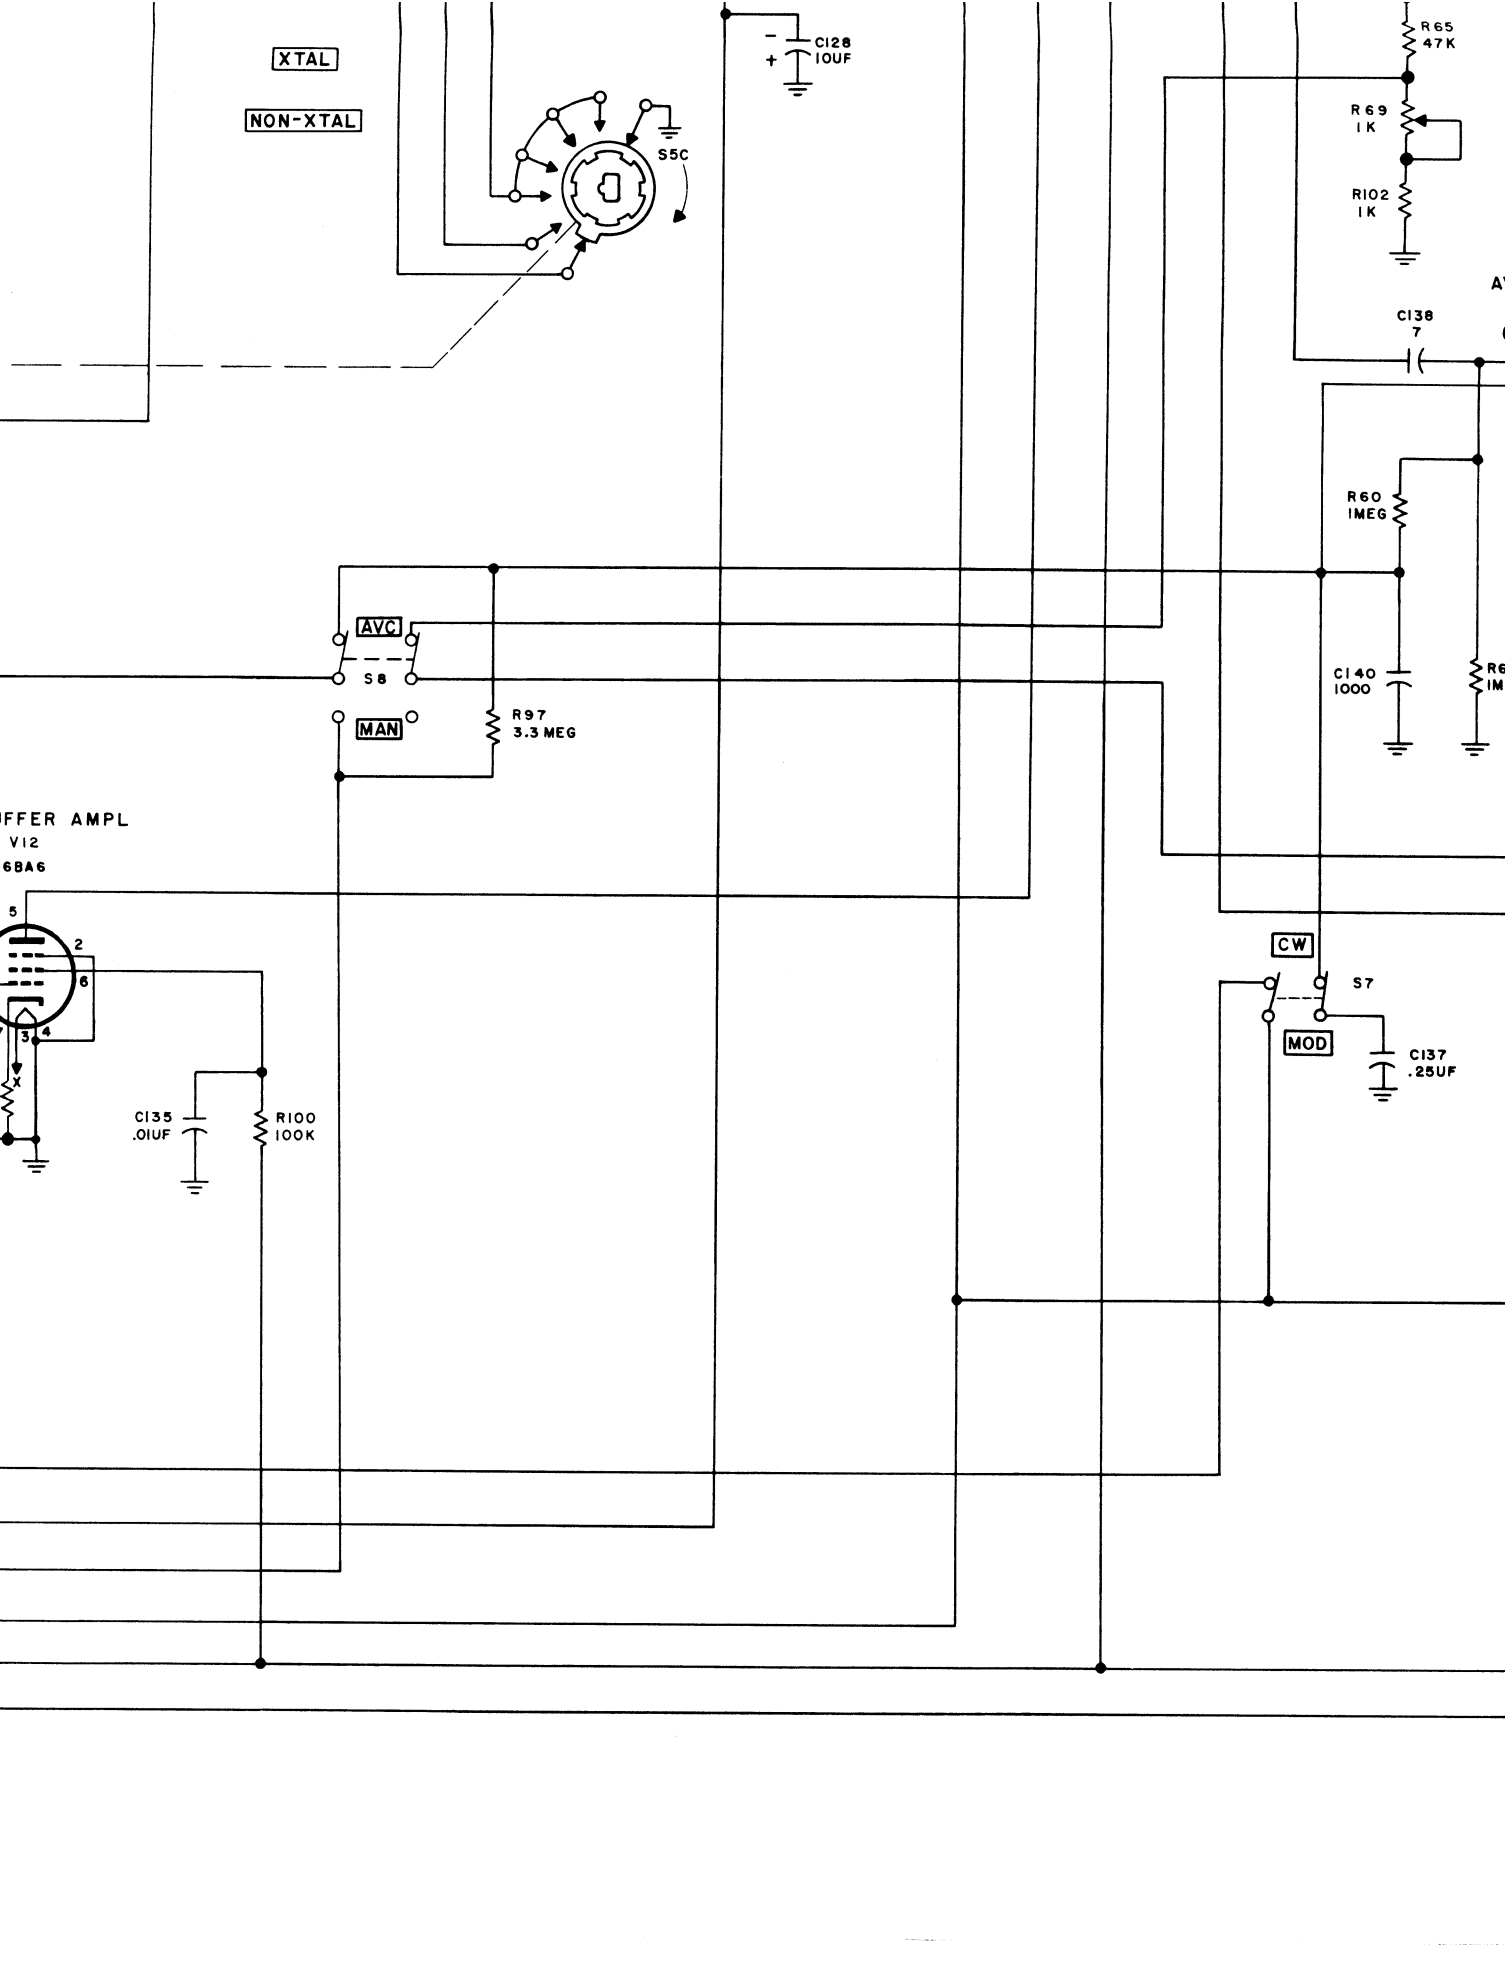 R65
47K
−
+
C128
10UF
XTAL
NON-XTAL
R69
1K
S5C
R102
1K
C138
7
R60
1MEG
AVC
S8
MAN
R97
3.3 MEG
C140
1000
AMPL
V12
6BA6
5
2
6
3
4
X
CW
S7
MOD
C137
.25UF
C135
.01UF
R100
100K